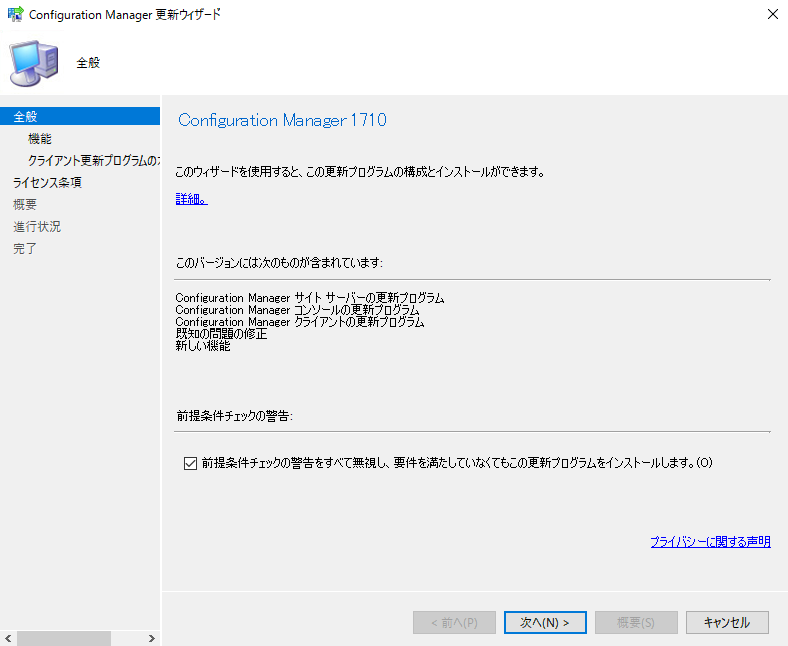 Configuration Manager 更新ウィザード
全般
全般
機能
クライアント更新プログラムの
ライセンス条項
概要
進行状況
完了
Configuration Manager 1710
このウィザードを使用すると、この更新プログラムの構成とインストールができます。
詳細。
このバージョンには次のものが含まれています:
Configuration Manager サイト サーバーの更新プログラム
Configuration Manager コンソールの更新プログラム
Configuration Manager クライアントの更新プログラム
既知の問題の修正
新しい機能
前提条件チェックの警告:
前提条件チェックの警告をすべて無視し、要件を満たしていなくてもこの更新プログラムをインストールします。(O)
プライバシーに関する声明
< 前へ(P)
次へ(N) >
概要(S)
キャンセル